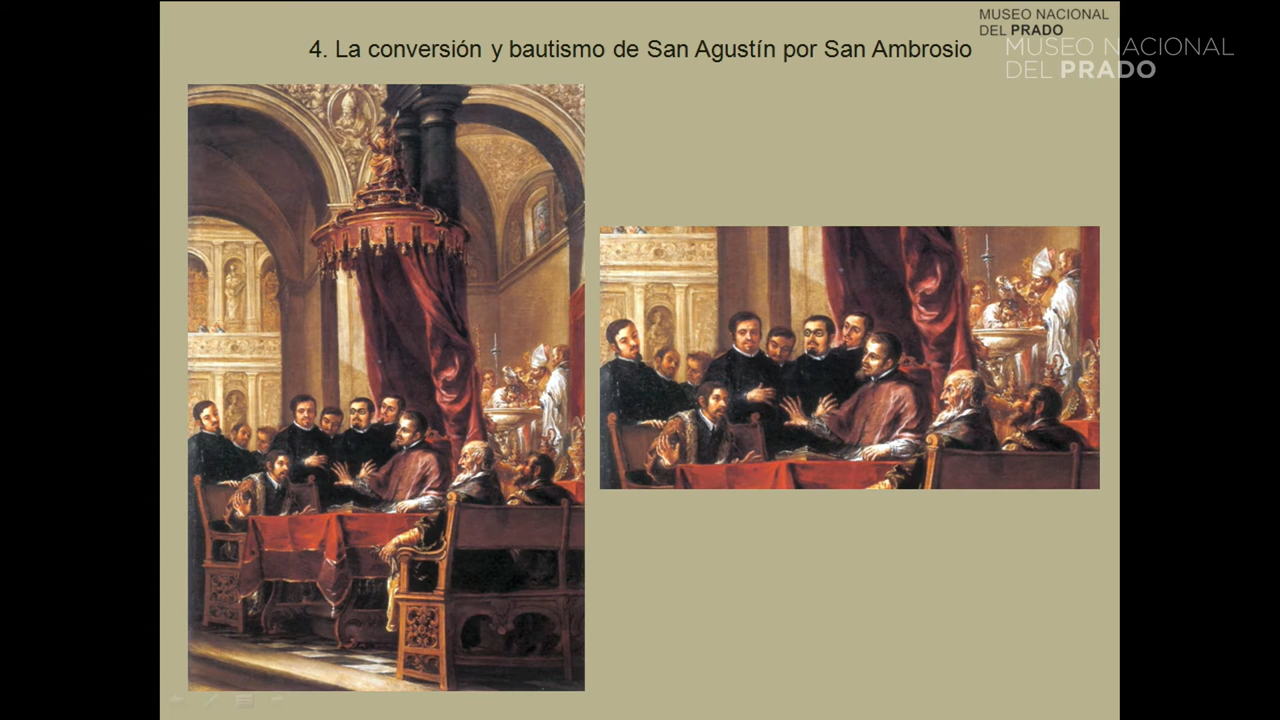 MUSEO NACIONAL
DEL PRADO
4. La conversión y bautismo de San Agustín por San Ambrosio
MUSEO NACIONAL
DEL PRADO